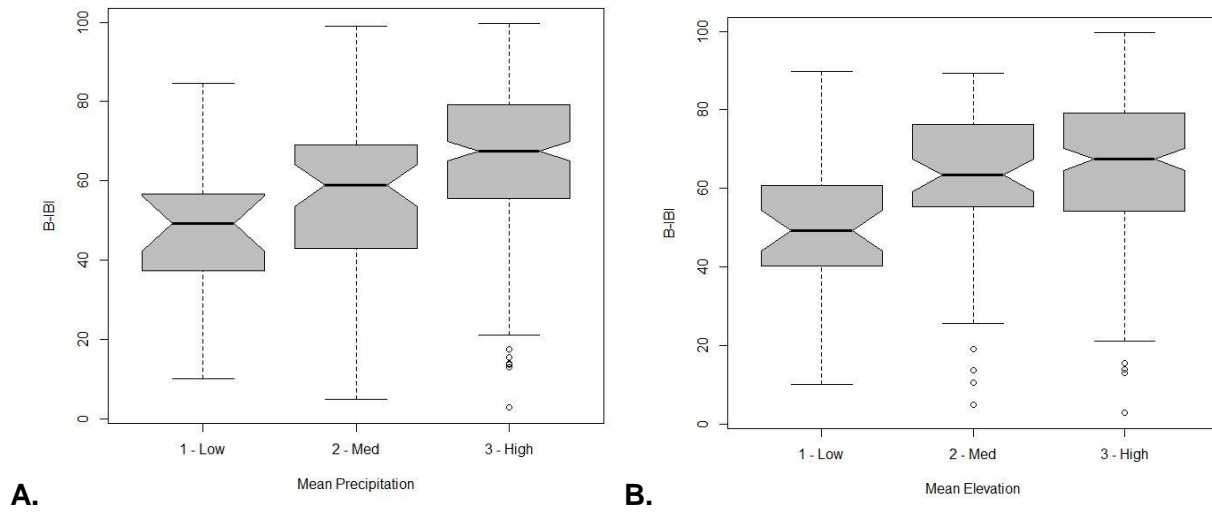 B-IBI
100
80
60
40
20
0
1 - Low 2 - Med 3 - High
Mean Precipitation
A.
B-IBI
100
80
60
40
20
0
1 - Low 2 - Med 3 - High
Mean Elevation
B.